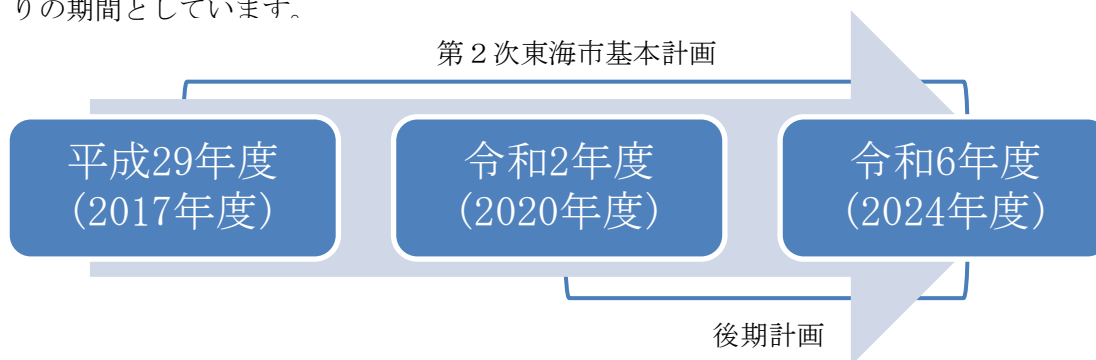 りの期間としています。
第２次東海市基本計画
平成29年度
(2017年度)
令和2年度
(2020年度)
令和6年度
(2024年度)
後期計画